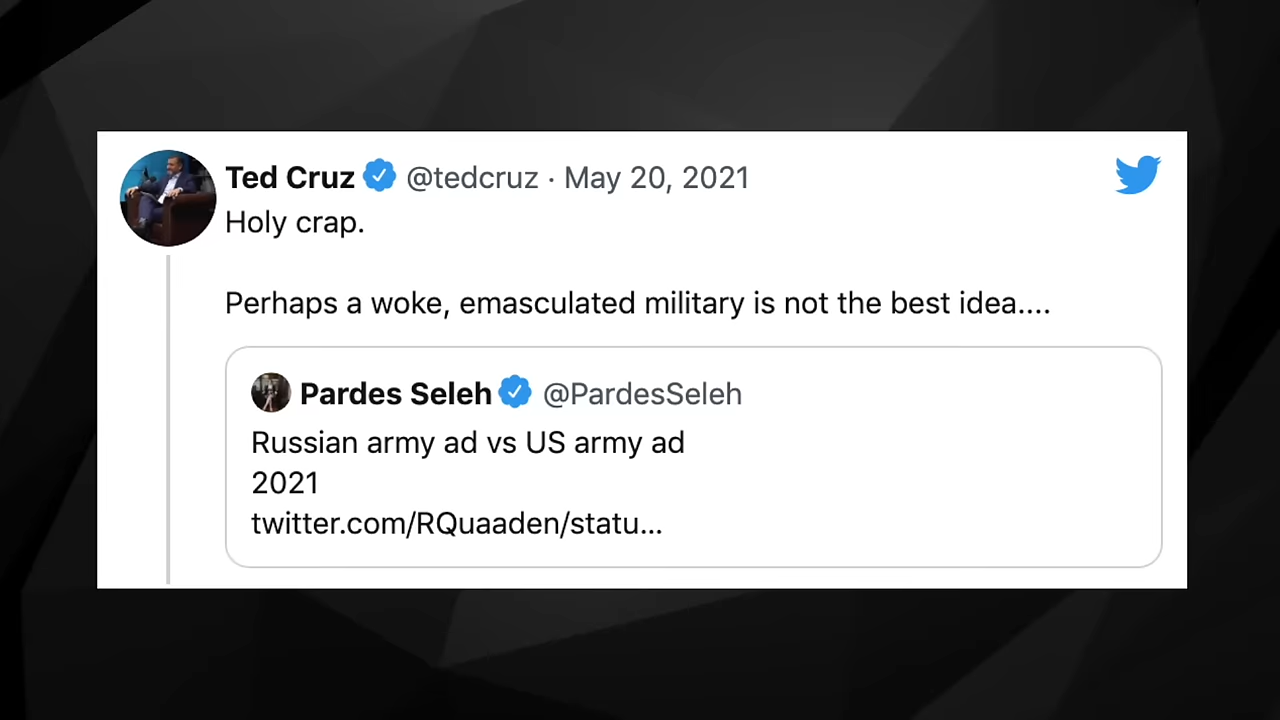 Ted Cruz @tedcruz · May 20, 2021
Holy crap.
Perhaps a woke, emasculated military is not the best idea....
Pardes Seleh @PardesSeleh
Russian army ad vs US army ad
2021
twitter.com/RQuaaden/statu...